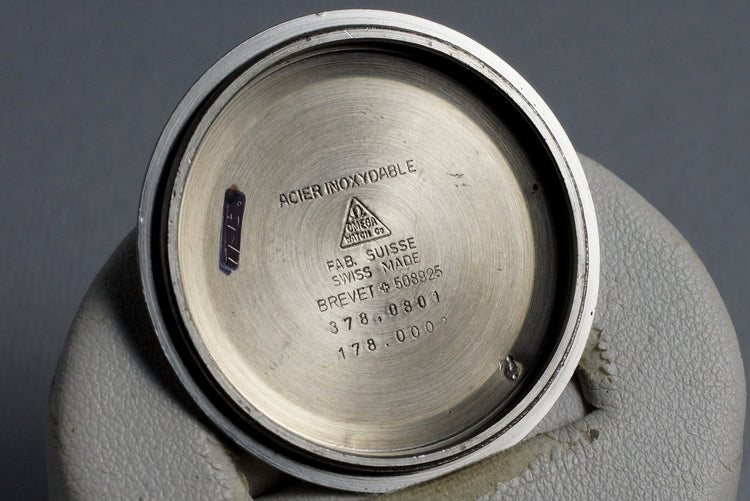 ACIER INOXYDABLE
Ω
OMEGA
WATCH Co
FAB. SUISSE
SWISS MADE
BREVET ✚ 508925
378.0801
178.0002